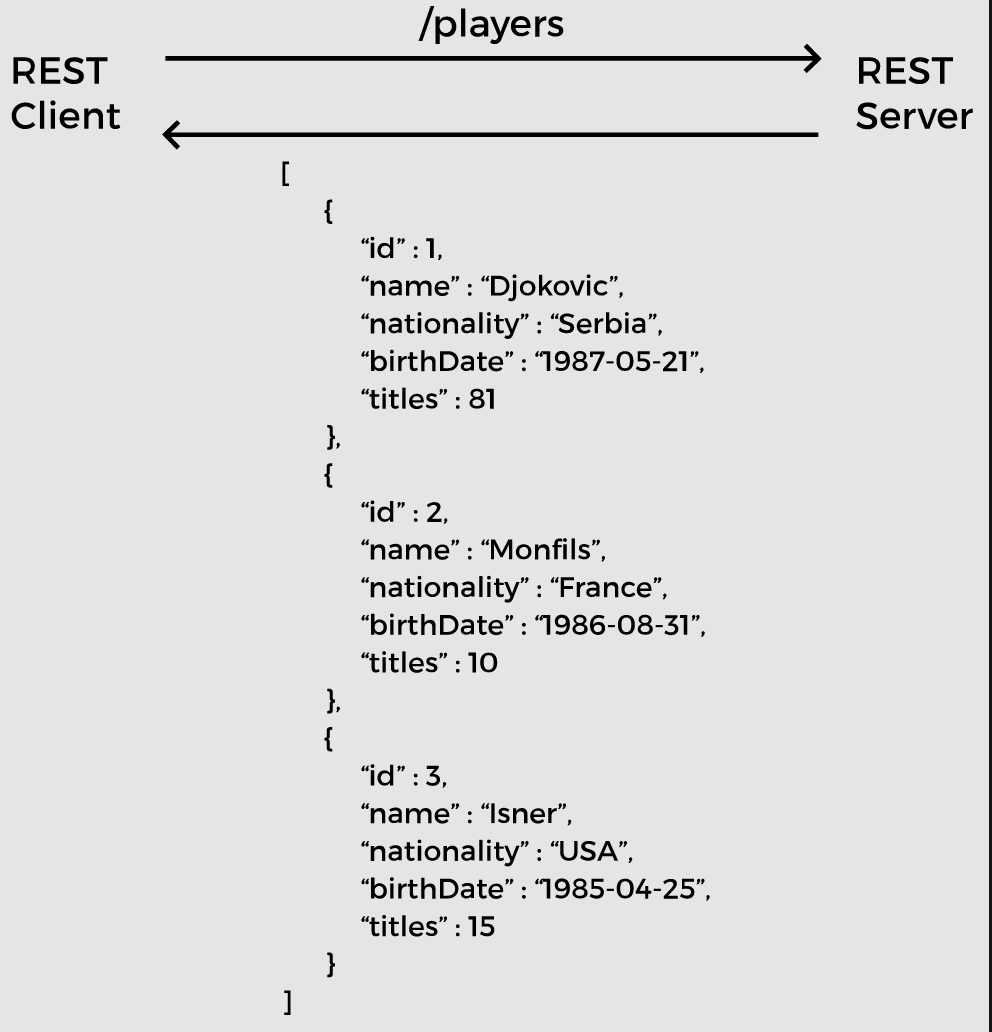 /players
REST
Client
REST
Server
[
{
“id” : 1,
“name” : “Djokovic”,
“nationality” : “Serbia”,
“birthDate” : “1987-05-21”,
“titles” : 81
},
{
“id” : 2,
“name” : “Monfils”,
“nationality” : “France”,
“birthDate” : “1986-08-31”,
“titles” : 10
},
{
“id” : 3,
“name” : “Isner”,
“nationality” : “USA”,
“birthDate” : “1985-04-25”,
“titles” : 15
}
]